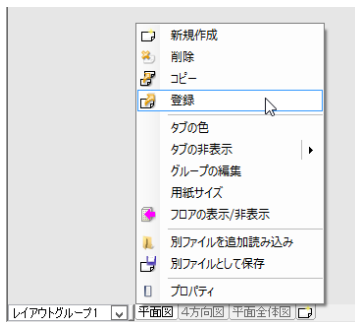 新規作成
削除
コピー
登録
タブの色
タブの非表示
グループの編集
用紙サイズ
フロアの表示/非表示
別ファイルを追加読み込み
別ファイルとして保存
プロパティ
レイアウトグループ1 平面図 4方向図 平面全体図